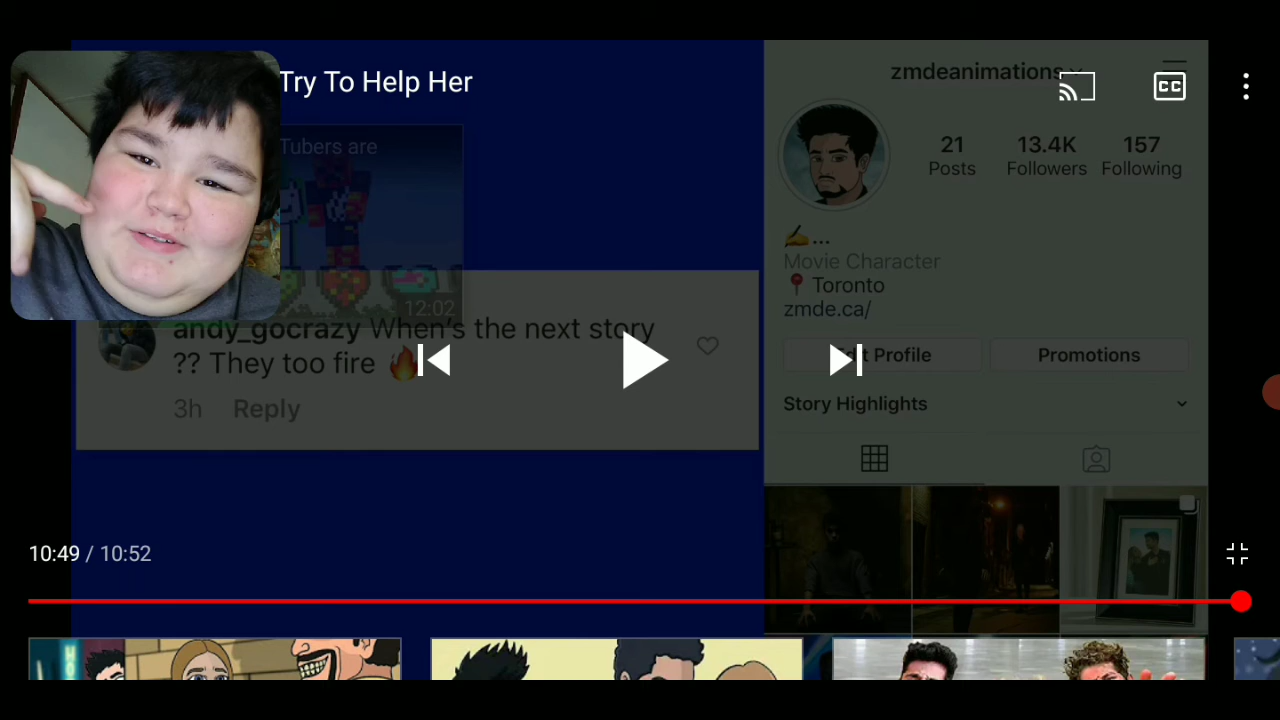 Try To Help Her
Tubers are
12:02
andy_gocrazy When's the next story
?? They too fire 🔥
3h Reply
zmdeanimations
21 13.4K 157
Posts Followers Following
✍️...
Movie Character
📍 Toronto
zmde.ca/
Profile Promotions
Story Highlights
CC
10:49 / 10:52